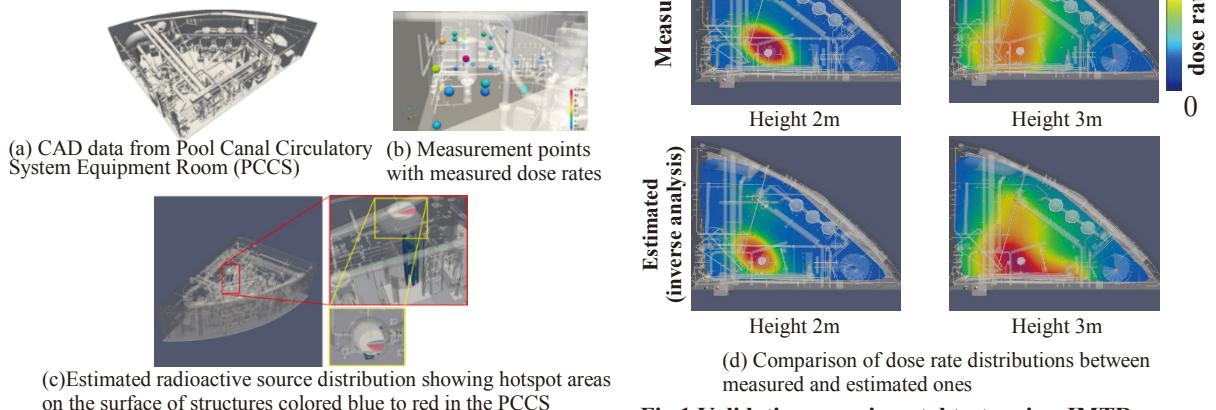 (a) CAD data from Pool Canal Circulatory
System Equipment Room (PCCS)
(b) Measurement points
with measured dose rates
(c)Estimated radioactive source distribution showing hotspot areas
on the surface of structures colored blue to red in the PCCS
dose ra
0
Height 2m
Height 3m
Estimated
(inverse analysis)
Height 2m
Height 3m
(d) Comparison of dose rate distributions between
measured and estimated ones